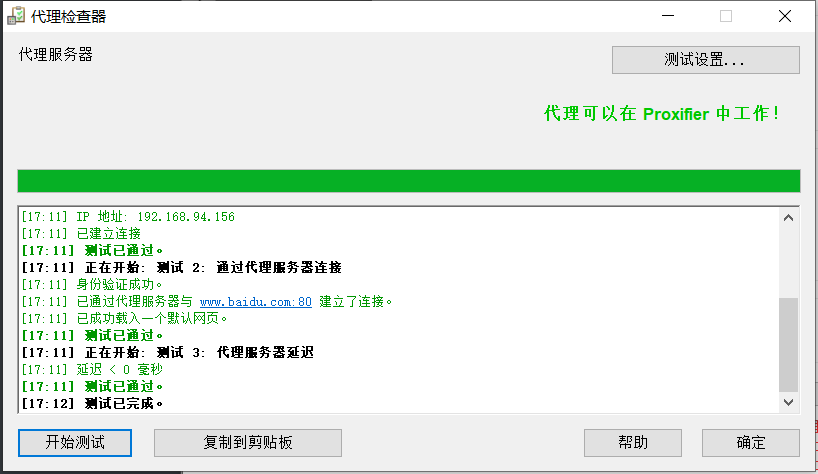 代理检查器
代理服务器
测试设置...
代理可以在 Proxifier 中工作！
[17:11] IP 地址: 192.168.94.156
[17:11] 已建立连接
[17:11] 测试已通过。
[17:11] 正在开始: 测试 2: 通过代理服务器连接
[17:11] 身份验证成功。
[17:11] 已通过代理服务器与 www.baidu.com:80 建立了连接。
[17:11] 已成功载入一个默认网页。
[17:11] 测试已通过。
[17:11] 正在开始: 测试 3: 代理服务器延迟
[17:11] 延迟 < 0 毫秒
[17:11] 测试已通过。
[17:12] 测试已完成。
开始测试
复制到剪贴板
帮助
确定